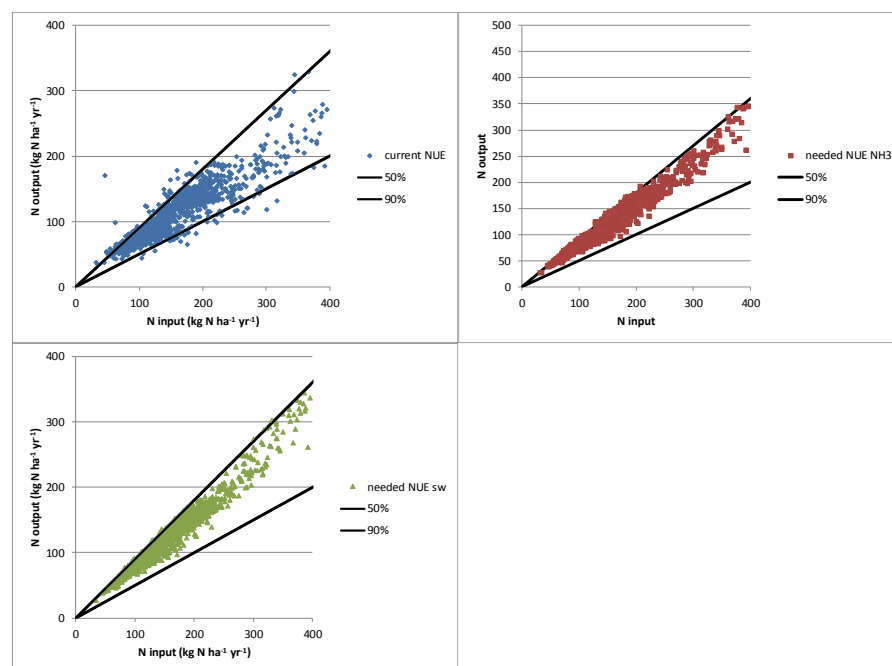 400
300
200
100
0
N output (kg N ha⁻¹ yr⁻¹)
0 100 200 300 400
N input (kg N ha⁻¹ yr⁻¹)
current NUE
50%
90%
500
450
400
350
300
250
200
150
100
50
0
N output
0 100 200 300 400
N input
needed NUE NH3
50%
90%
400
300
200
100
0
N output (kg N ha⁻¹ yr⁻¹)
0 100 200 300 400
N input (kg N ha⁻¹ yr⁻¹)
needed NUE sw
50%
90%